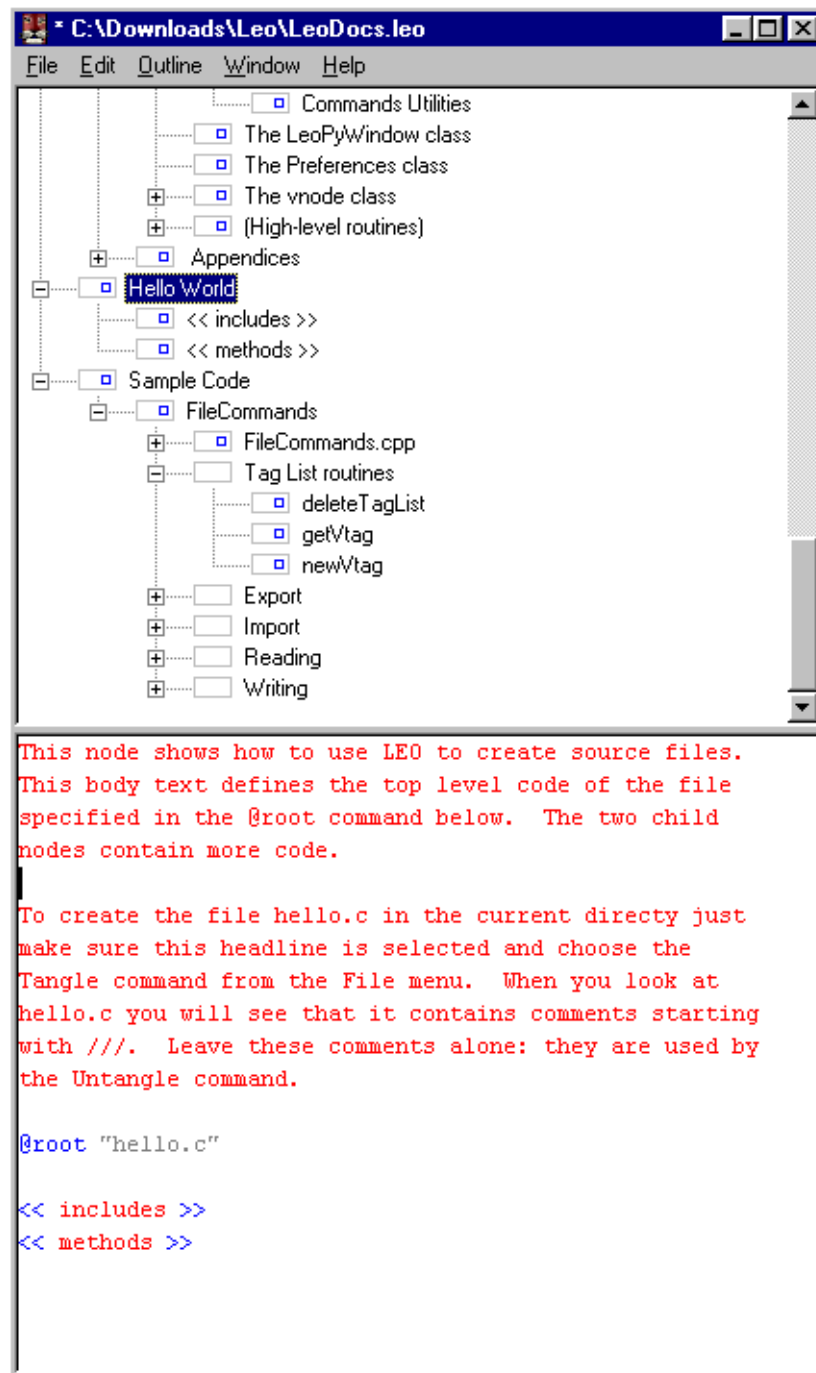 * C:\Downloads\Leo\LeoDocs.leo
File Edit Outline Window Help
Commands Utilities
The LeoPyWindow class
The Preferences class
The vnode class
(High-level routines)
Appendices
Hello World
<< includes >>
<< methods >>
Sample Code
FileCommands
FileCommands.cpp
Tag List routines
deleteTagList
getVtag
newVtag
Export
Import
Reading
Writing
This node shows how to use LEO to create source files.
This body text defines the top level code of the file
specified in the @root command below.  The two child
nodes contain more code.
To create the file hello.c in the current directy just
make sure this headline is selected and choose the
Tangle command from the File menu.  When you look at
hello.c you will see that it contains comments starting
with ///.  Leave these comments alone: they are used by
the Untangle command.
@root "hello.c"
<< includes >>
<< methods >>